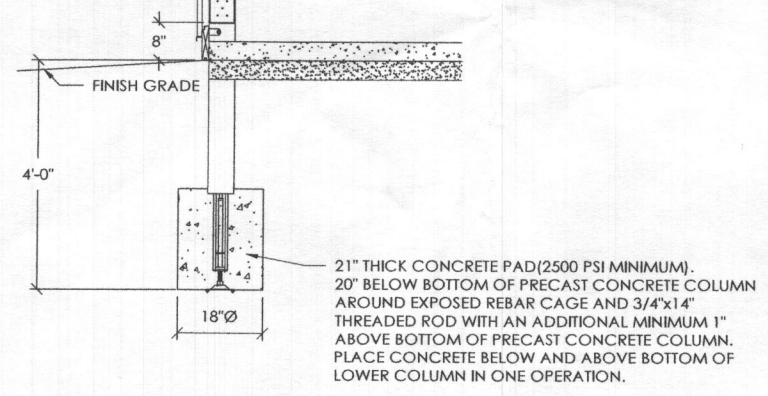 8"
FINISH GRADE
4'-0"
21" THICK CONCRETE PAD(2500 PSI MINIMUM).
20" BELOW BOTTOM OF PRECAST CONCRETE COLUMN
AROUND EXPOSED REBAR CAGE AND 3/4"x14"
THREADED ROD WITH AN ADDITIONAL MINIMUM 1"
ABOVE BOTTOM OF PRECAST CONCRETE COLUMN.
PLACE CONCRETE BELOW AND ABOVE BOTTOM OF
LOWER COLUMN IN ONE OPERATION.
18"Ø